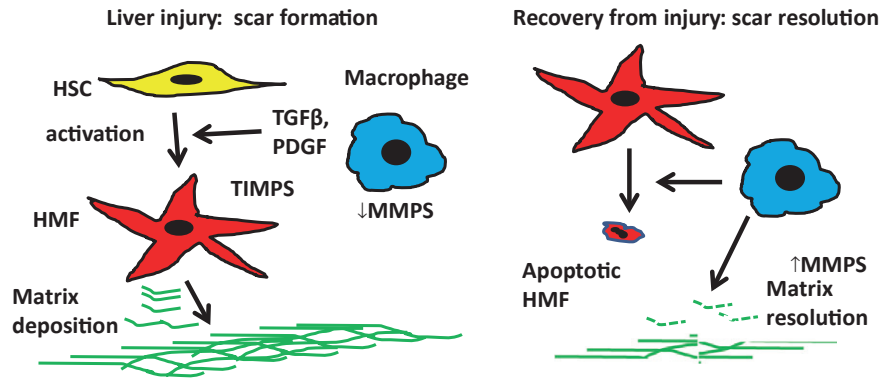 Liver injury: scar formation
HSC
activation
TGFβ,
PDGF
Macrophage
↓MMPS
TIMPS
HMF
Matrix
deposition
Recovery from injury: scar resolution
Apoptotic
HMF
↑MMPS
Matrix
resolution